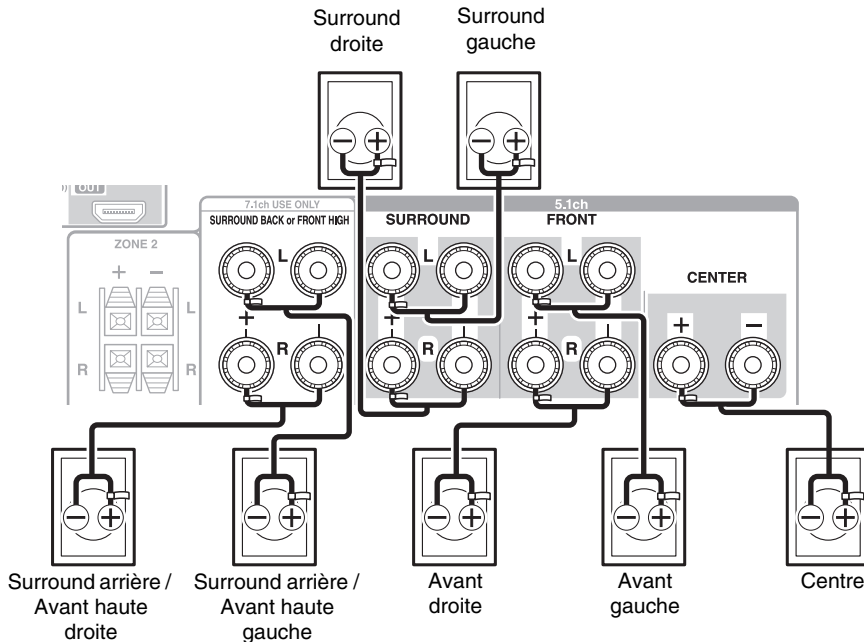 Surround
droite
Surround
gauche
OUT
7.1ch USE ONLY
5.1ch
SURROUND BACK or FRONT HIGH
SURROUND
FRONT
ZONE 2
CENTER
+ −
L
L
L
L
L
+
+
+
+ −
R
R
R
R
R
Surround arrière /
Avant haute
droite
Surround arrière /
Avant haute
gauche
Avant
droite
Avant
gauche
Centre